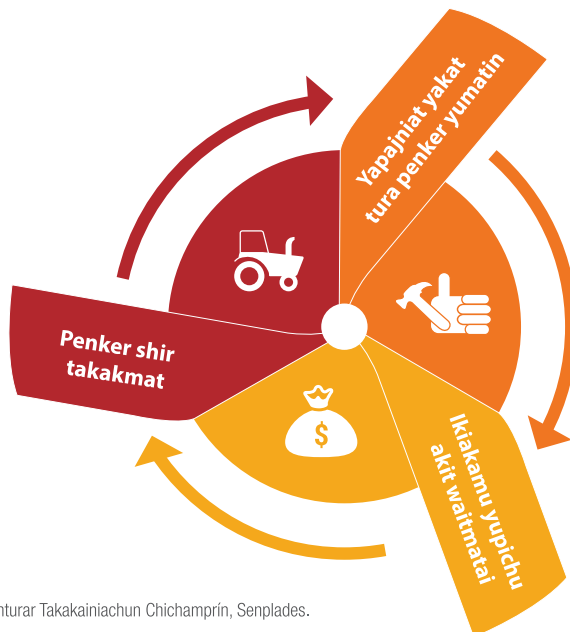 Yapajniat yakat
tura penker yumatin
Penker shir
takakmat
$
Ikiakamu yupichu
akit waitmatai
nturar Takakainiachun Chichamprín, Senplades.